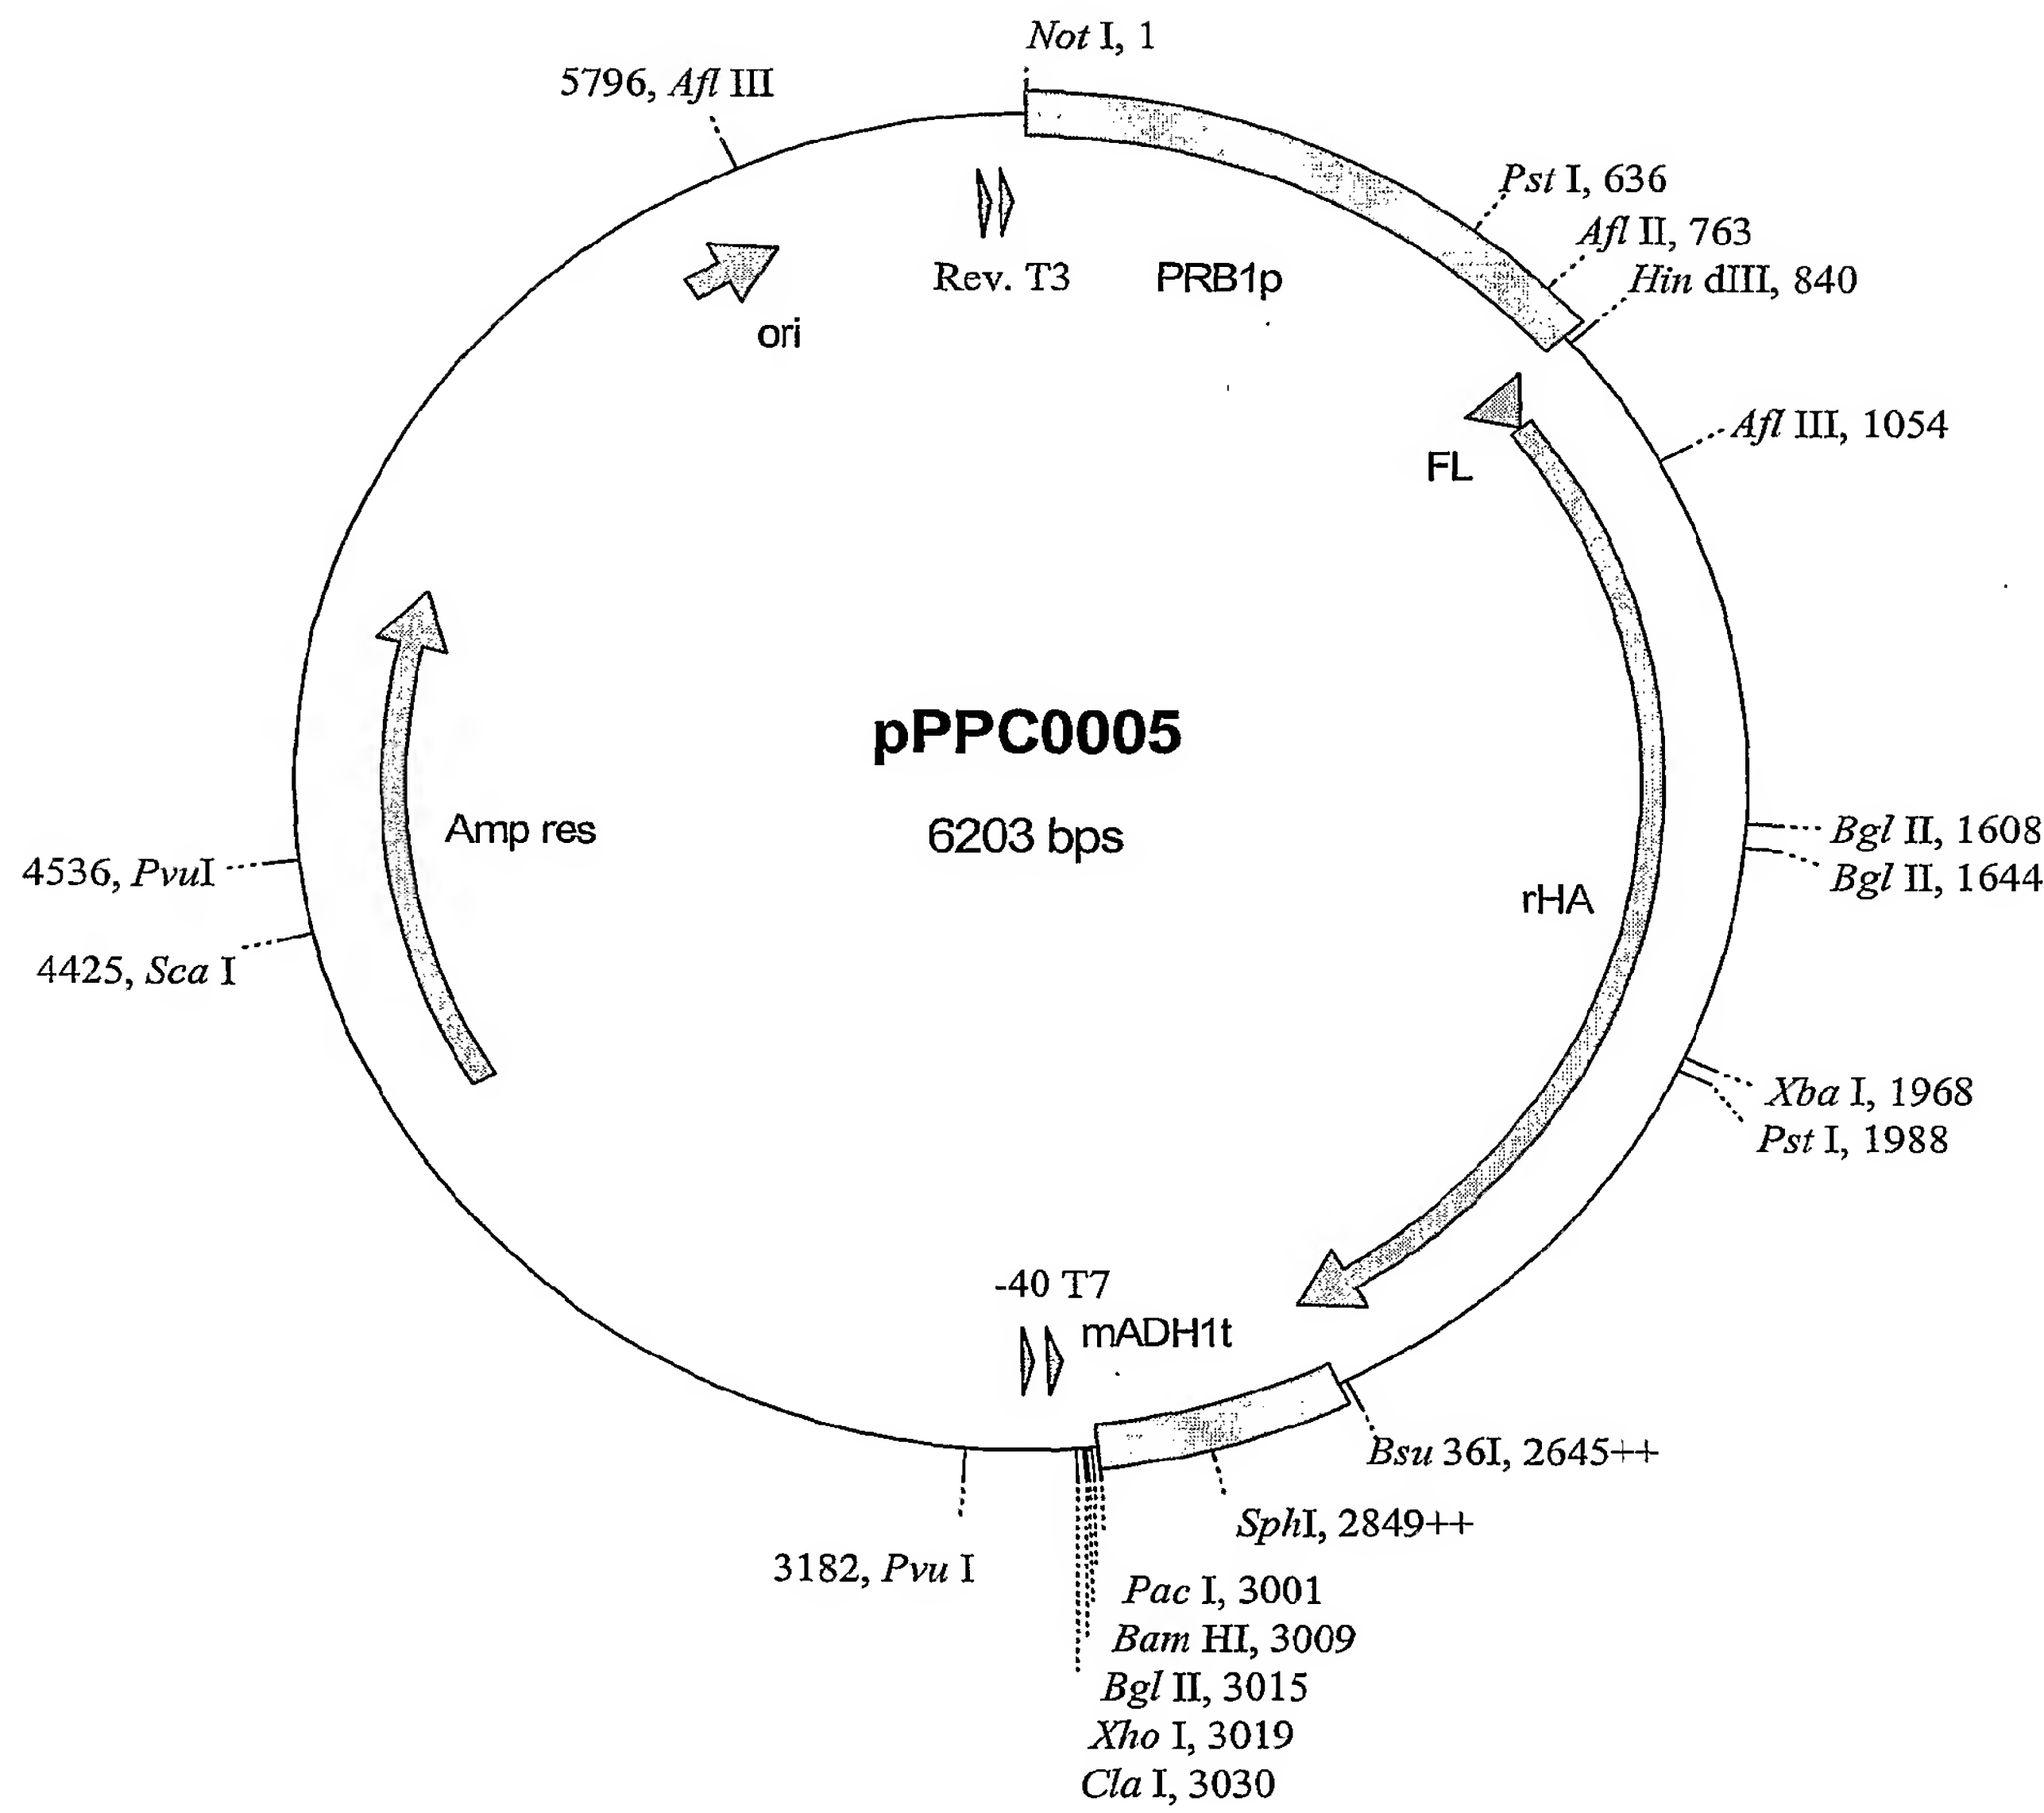 Not I, 1
5796, Afl III
Pst I, 636
Afl II, 763
Hin dIII, 840
Rev. T3
PRB1p
ori
Afl III, 1054
FL
pPPC0005
6203 bps
Amp res
Bgl II, 1608
4536, PvuI
Bgl II, 1644
rHA
4425, Sca I
Xba I, 1968
Pst I, 1988
-40 T7
mADH1t
Bsu 36I, 2645++
SphI, 2849++
3182, Pvu I
Pac I, 3001
Bam HI, 3009
Bgl II, 3015
Xho I, 3019
Cla I, 3030